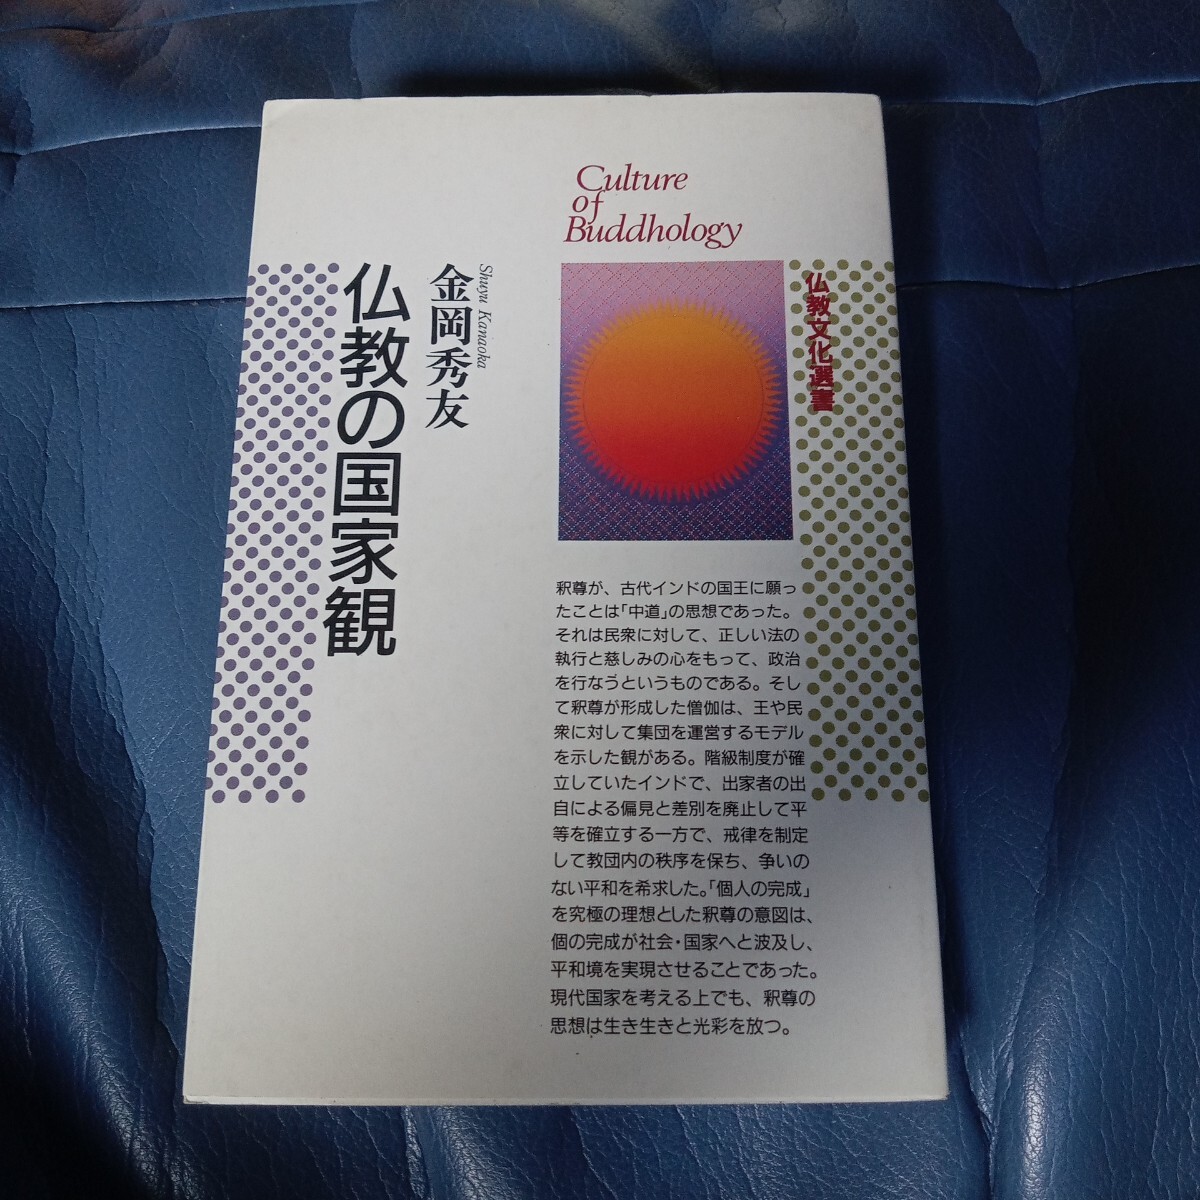 Culture
of
Buddhology
仏教文化選書
金岡秀友
Shuyu Kanaoka
仏教の国家観
釈尊が、古代インドの国王に願っ
たことは「中道」の思想であった。
それは民衆に対して、正しい法の
執行と慈しみの心をもって、政治
を行なうというものである。そし
て釈尊が形成した僧伽は、王や民
衆に対して集団を運営するモデル
を示した観がある。階級制度が確
立していたインドで、出家者の出
自による偏見と差別を廃止して平
等を確立する一方で、戒律を制定
して教団内の秩序を保ち、争いの
ない平和を希求した。「個人の完成」
を究極の理想とした釈尊の意図は、
個の完成が社会・国家へと波及し、
平和境を実現させることであった。
現代国家を考える上でも、釈尊の
思想は生き生きと光彩を放つ。